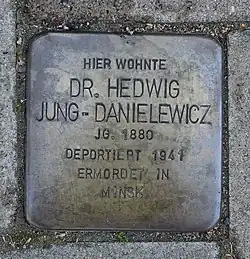 HIER WOHNTE
DR. HEDWIG
JUNG-DANIELEWICZ
JG. 1880
DEPORTIERT 1941
ERMORDET IN
MINSK